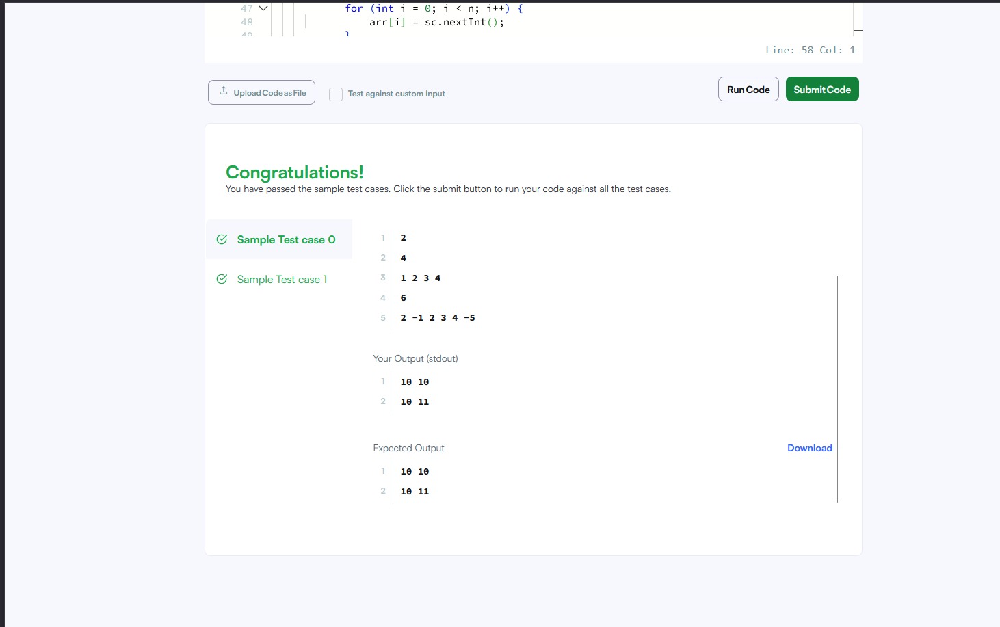 47 for (int i = 0; i < n; i++) {
48 arr[i] = sc.nextInt();
49 }
Line: 58 Col: 1
Upload Code as File
Test against custom input
Run Code
Submit Code
Congratulations!
You have passed the sample test cases. Click the submit button to run your code against all the test cases.
Sample Test case 0
Sample Test case 1
1 2
2 4
3 1 2 3 4
4 6
5 2 -1 2 3 4 -5
Your Output (stdout)
1 10 10
2 10 11
Expected Output
Download
1 10 10
2 10 11